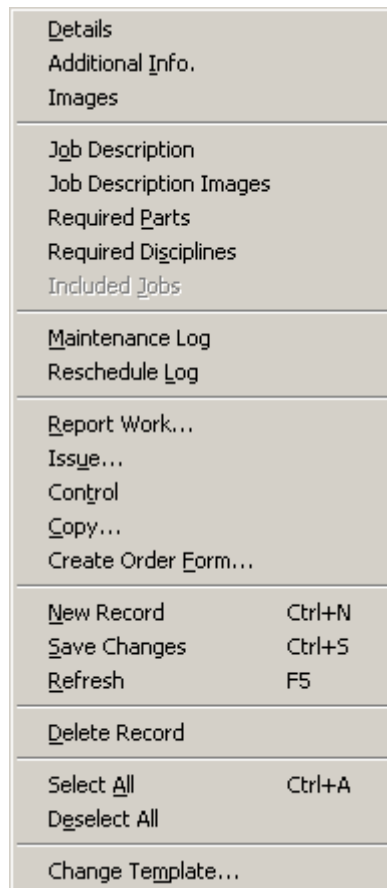 Details
Additional Info.
Images
Job Description
Job Description Images
Required Parts
Required Disciplines
Included Jobs
Maintenance Log
Reschedule Log
Report Work...
Issue...
Control
Copy...
Create Order Form...
New Record Ctrl+N
Save Changes Ctrl+S
Refresh F5
Delete Record
Select All Ctrl+A
Deselect All
Change Template...